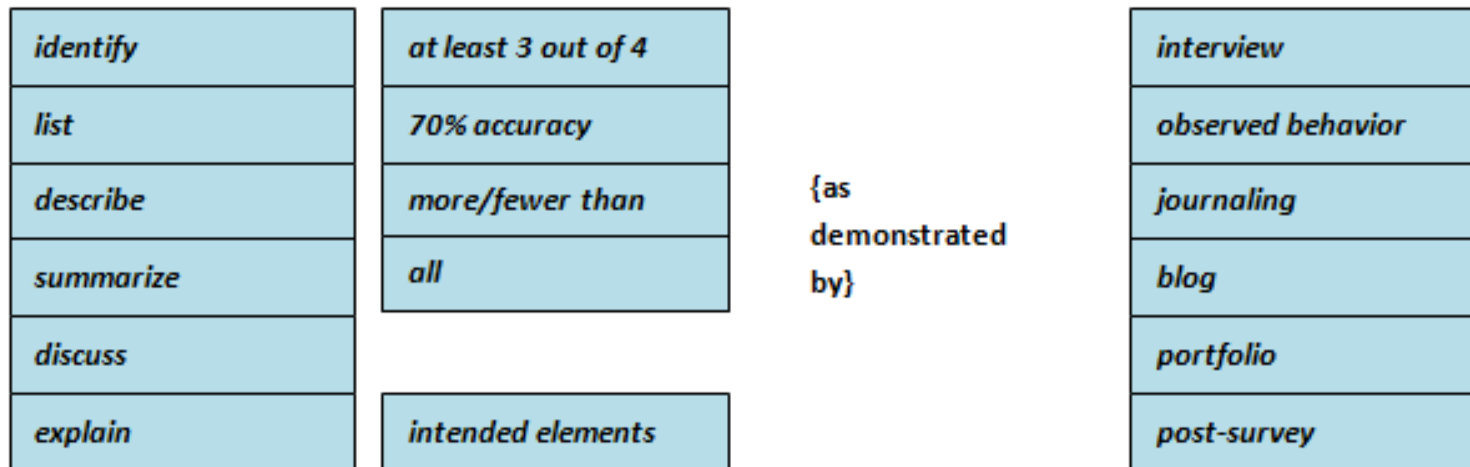 identify
list
describe
summarize
discuss
explain
at least 3 out of 4
70% accuracy
more/fewer than
all
intended elements
{as
demonstrated
by}
interview
observed behavior
journaling
blog
portfolio
post-survey